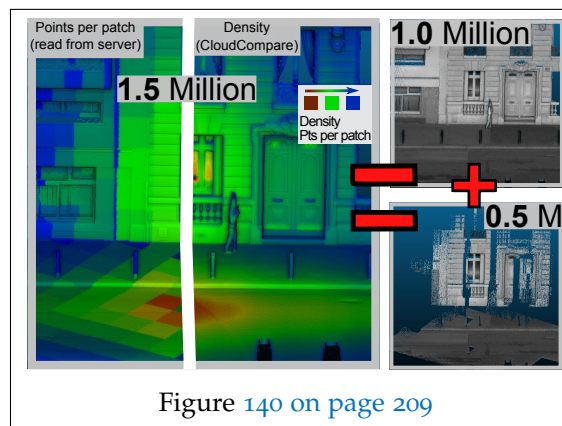 Points per patch
(read from server)
Density
(CloudCompare)
1.5 Million
Density
Pts per patch
1.0 Million
0.5 M
Figure 140 on page 209